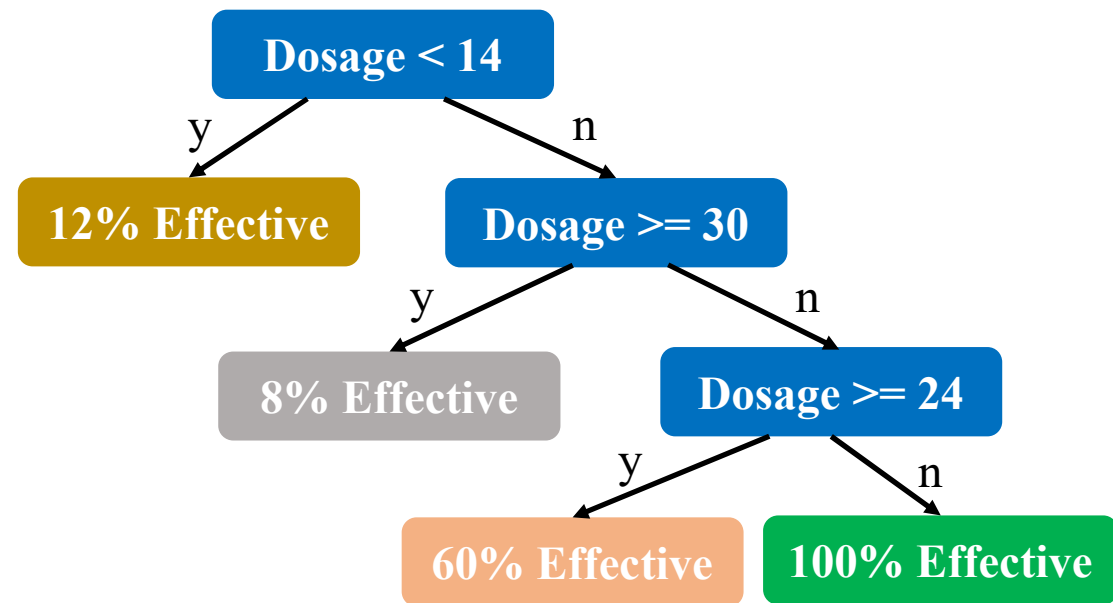 Dosage < 14
y
n
12% Effective
Dosage >= 30
y
n
8% Effective
Dosage >= 24
y
n
60% Effective
100% Effective